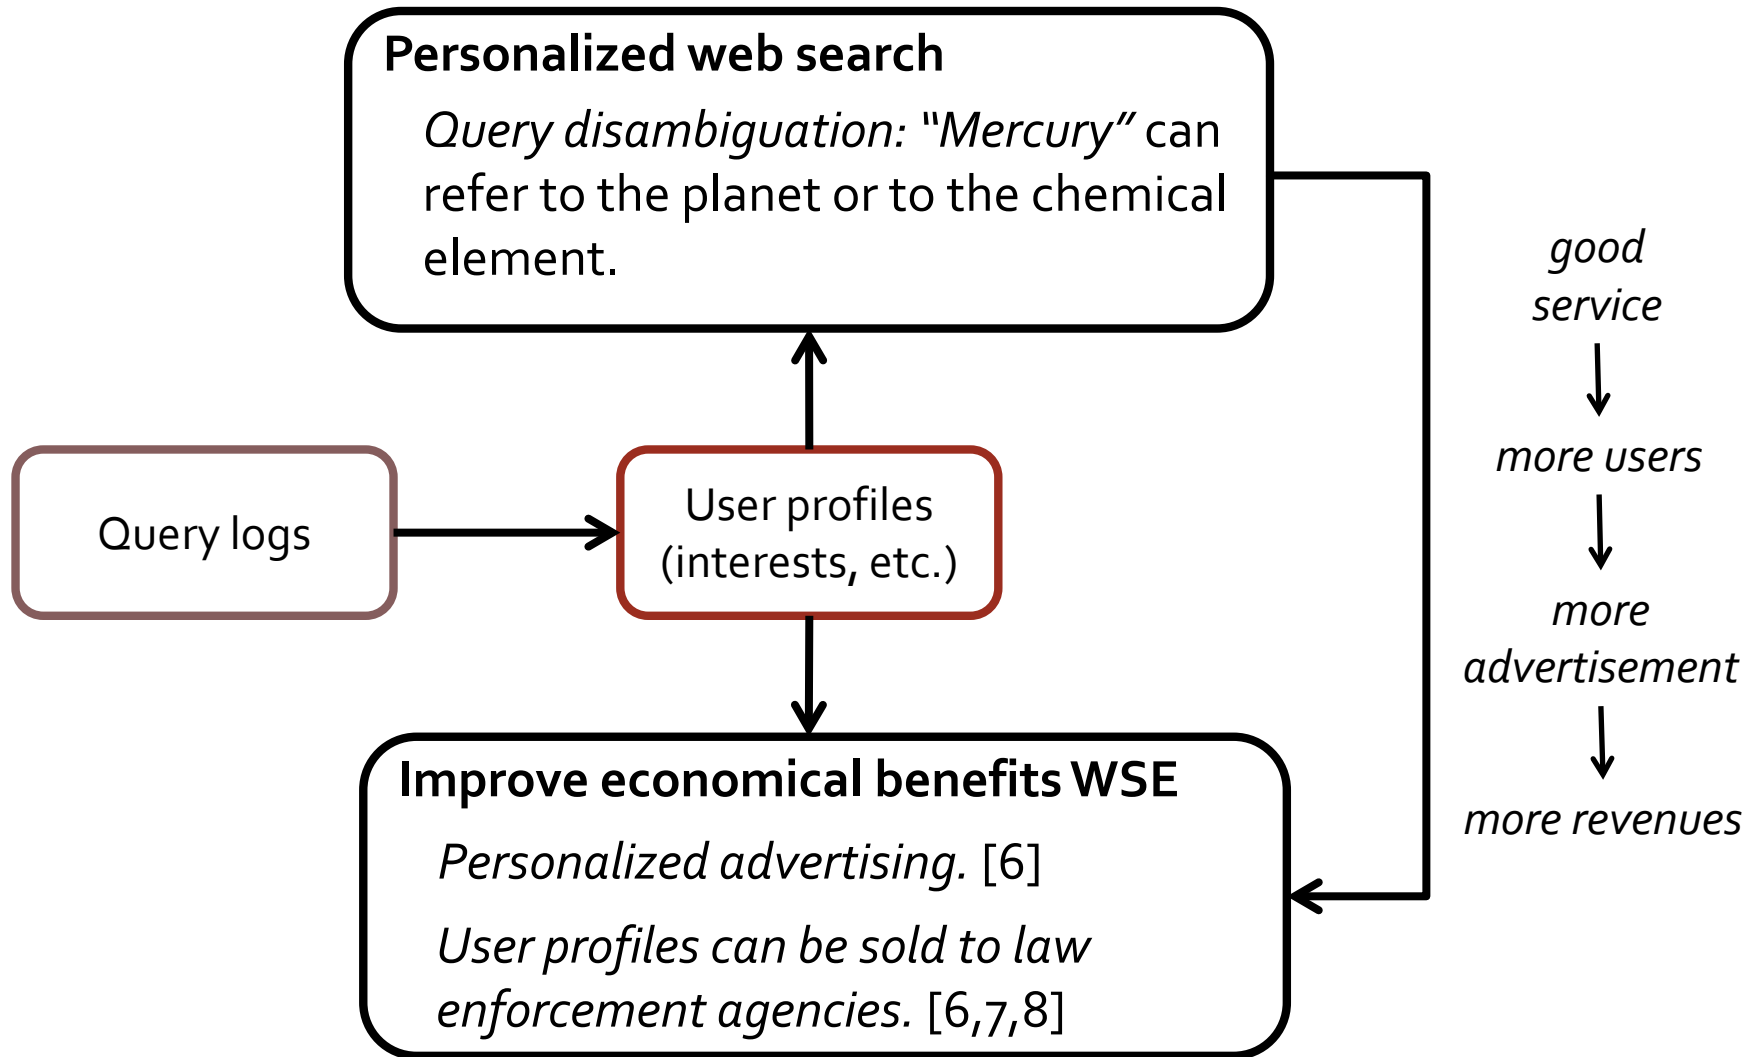 Personalized web search
Query disambiguation: “Mercury” can
refer to the planet or to the chemical
element.
good
service
more users
more
advertisement
more revenues
Query logs
User profiles
(interests, etc.)
Improve economical benefits WSE
Personalized advertising. [6]
User profiles can be sold to law
enforcement agencies. [6,7,8]